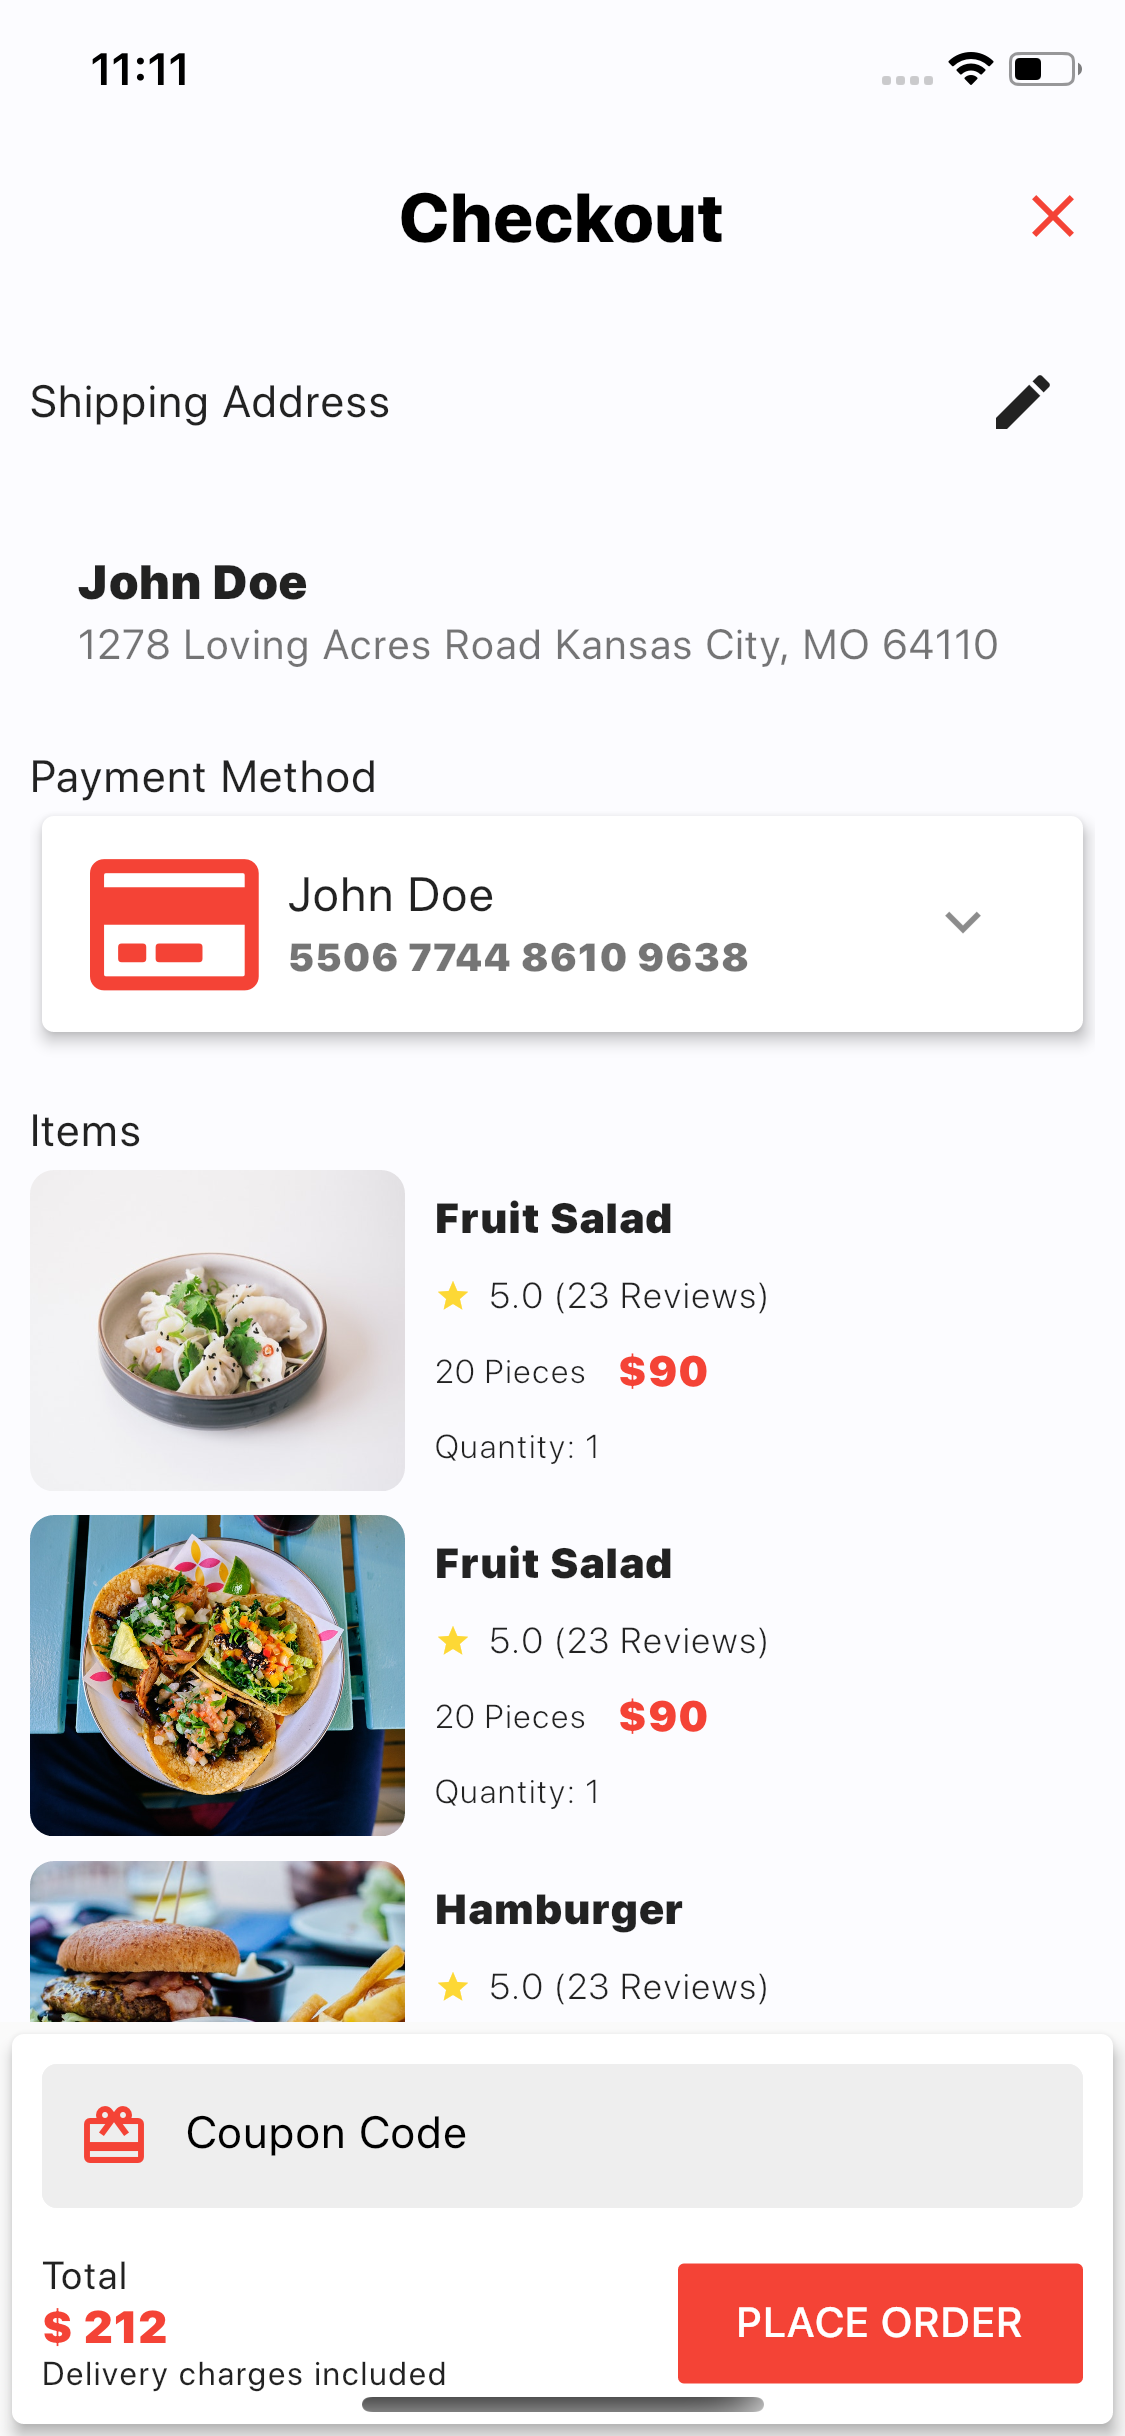 11:11
Checkout
Shipping Address
John Doe
1278 Loving Acres Road Kansas City, MO 64110
Payment Method
John Doe
5506 7744 8610 9638
Items
Fruit Salad
5.0 (23 Reviews)
20 Pieces $90
Quantity: 1
Fruit Salad
5.0 (23 Reviews)
20 Pieces $90
Quantity: 1
Hamburger
5.0 (23 Reviews)
Coupon Code
Total
$ 212
Delivery charges included
PLACE ORDER